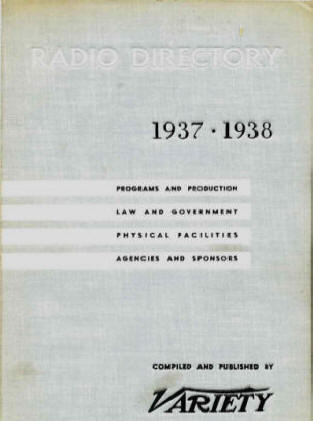 RADIO DIRECTORY
1937 · 1938
PROGRAMS AND PRODUCTION
LAW AND GOVERNMENT
PHYSICAL FACILITIES
AGENCIES AND SPONSORS
COMPILED AND PUBLISHED BY
VARIETY